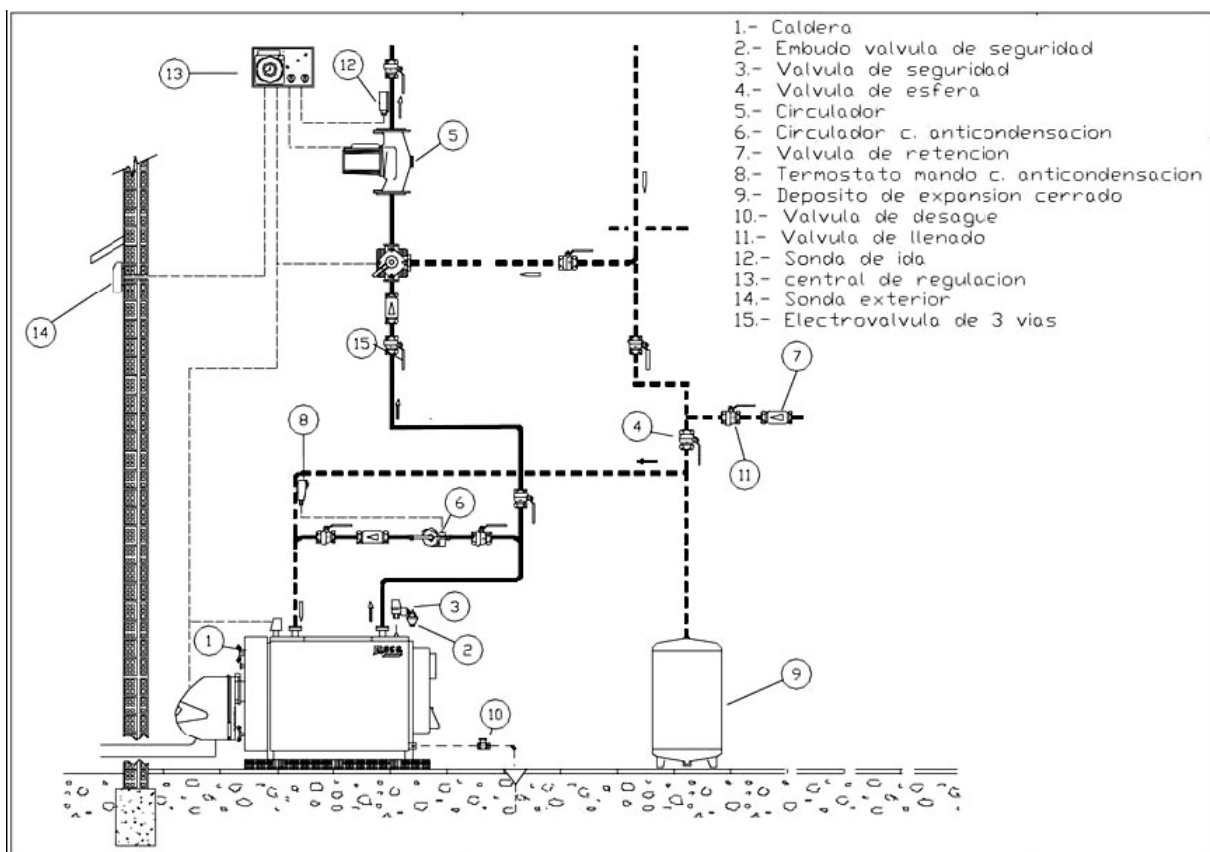 1.- Caldera
2.- Embudo valvula de seguridad
3.- Valvula de seguridad
4.- Valvula de esfera
5.- Circulador
6.- Circulador c. anticondensacion
7.- Valvula de retencion
8.- Termostato mando c. anticondensacion
9.- Deposito de expansion cerrado
10.- Valvula de desague
11.- Valvula de llenado
12.- Sonda de ida
13.- central de regulación
14.- Sonda exterior
15.- Electrovalvula de 3 vias
13
12
5
14
15
7
8
4
11
6
3
1
2
9
10